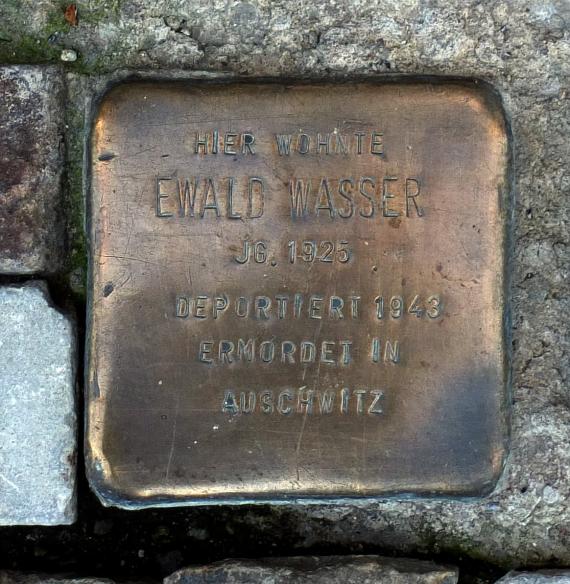 HIER WOHNTE
EWALD WASSER
JG. 1925
DEPORTIERT 1943
ERMORDET IN
AUSCHWITZ